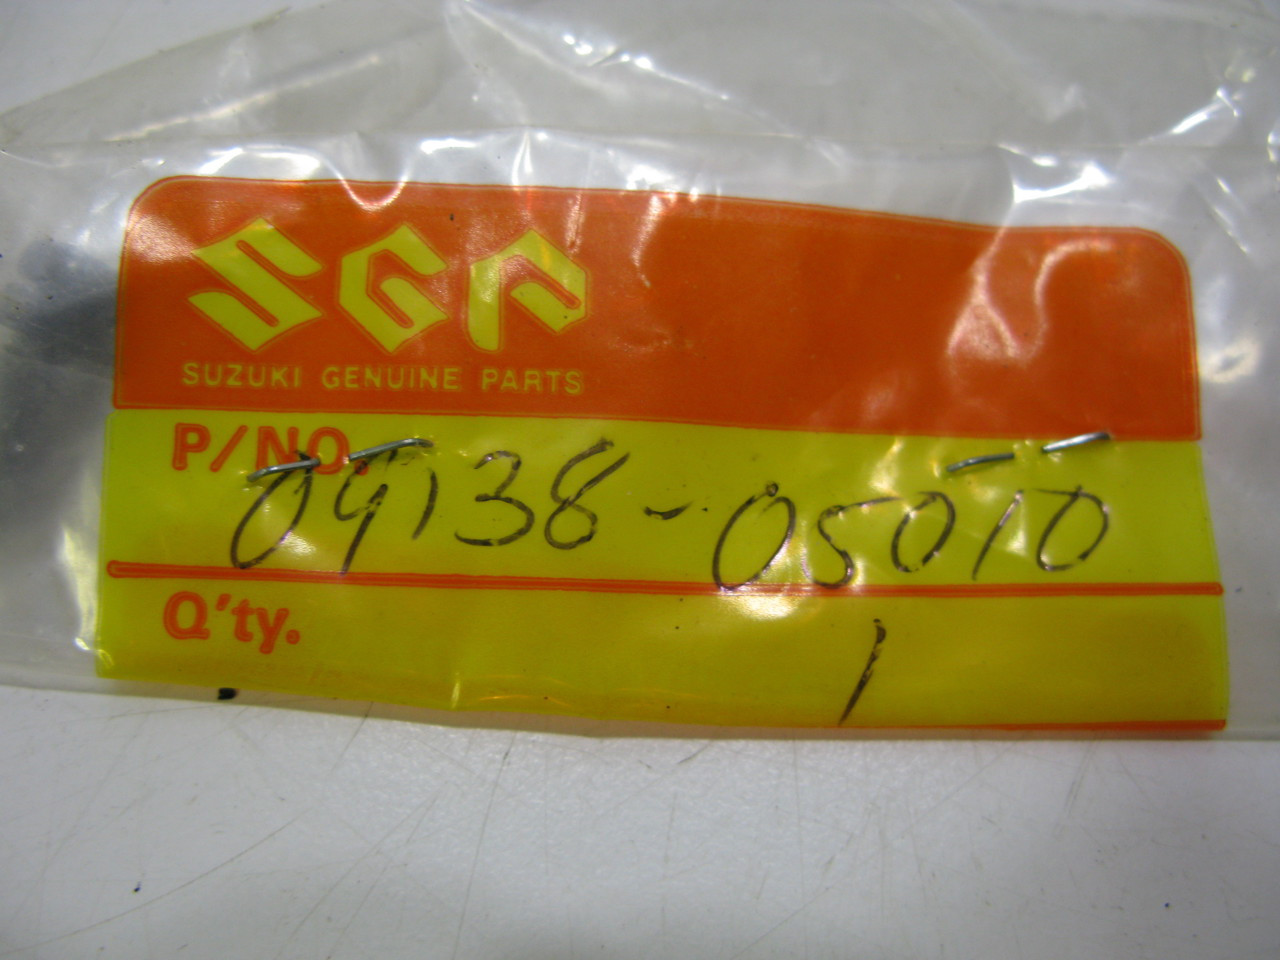 SGP
SUZUKI GENUINE PARTS
P/NO. 09138-05010
Q'ty. 1